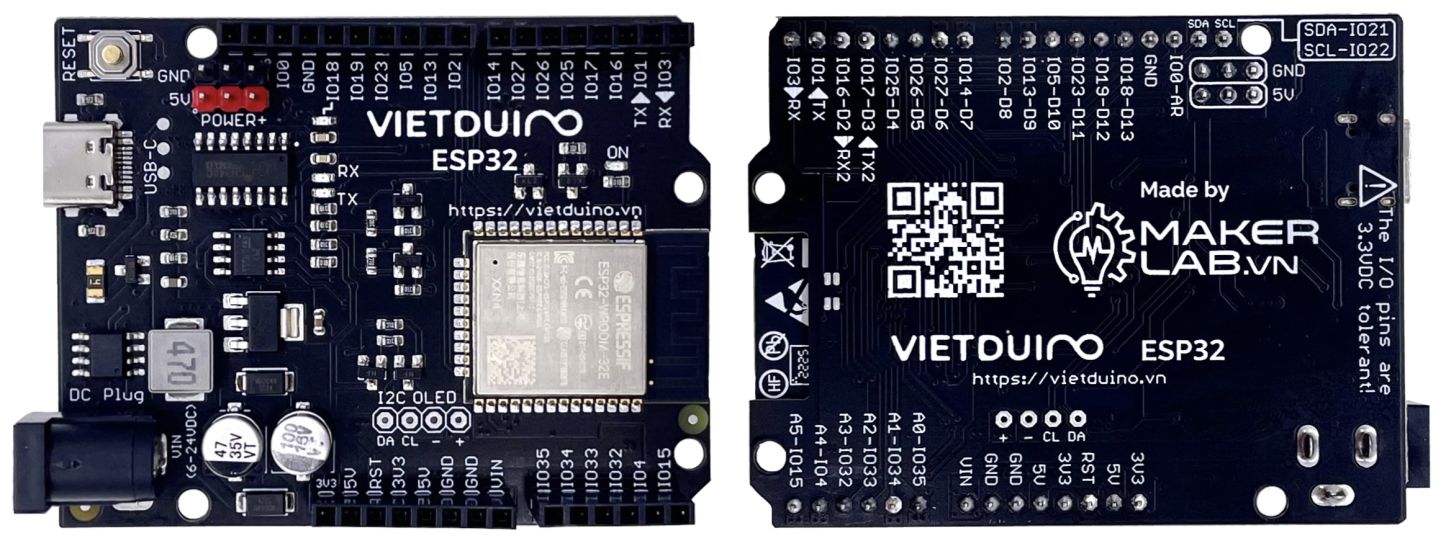 RESET
GND
5V
POWER+
USB-C
IO0
GND
IO18
IO19
IO23
IO5
IO13
IO2
IO14
IO27
IO26
IO25
IO17
IO16
IO1
IO3
TX
RX
L
VIETDUINO
ESP32
ON
RX
TX
https://vietduino.vn
ESPRESSIF
ESP32-WROOM-32E
CE
470
DC Plug
VIN
(6-24VDC)
47
35V
VT
100
16V
VT
I2C OLED
DA CL - +
3V3
5V
RST
3V3
5V
GND
GND
VIN
IO35
IO34
IO33
IO32
IO4
IO15
SDA SCL
SDA-IO21
SCL-IO22
IO3
RX
IO1
TX
IO16-D2
RX2
IO17-D3
TX2
IO25-D4
IO26-D5
IO27-D6
IO14-D7
IO2-D8
IO13-D9
IO5-D10
IO23-D11
IO19-D12
IO18-D13
GND
IO0-AR
GND
5V
Made by
MAKER
LAB.VN
The I/O pins are
3.3VDC tolerant!
VIETDUINO ESP32
https://vietduino.vn
HF
2225
+ - CL DA
A5-IO15
A4-IO4
A3-IO32
A2-IO33
A1-IO34
A0-IO35
VIN
GND
GND
5V
3V3
RST
5V
3V3